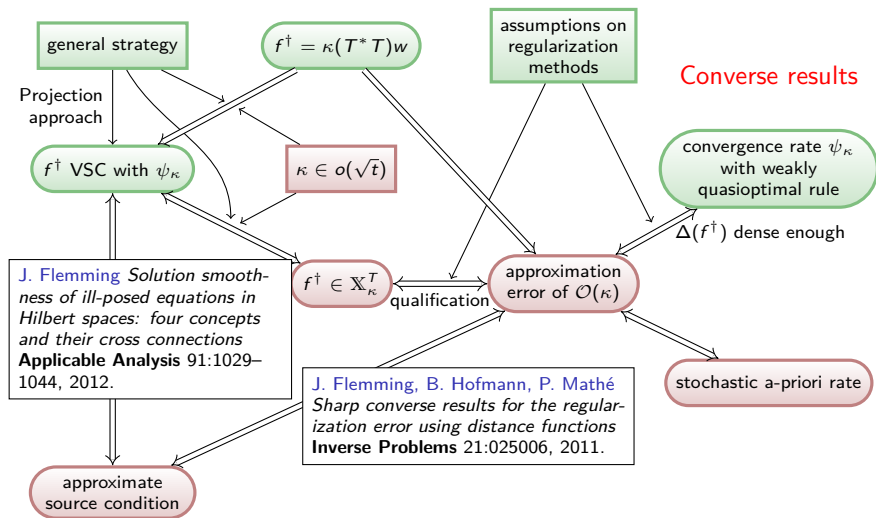 general strategy
f† = κ(T*T)w
assumptions on
regularization
methods
Converse results
Projection
approach
f† VSC with ψ_κ
κ ∈ o(√t)
convergence rate ψ_κ
with weakly
quasioptimal rule
Δ(f†) dense enough
J. Flemming Solution smooth-
ness of ill-posed equations in
Hilbert spaces: four concepts
and their cross connections
Applicable Analysis 91:1029–
1044, 2012.
f† ∈ 𝕏_κ^T
qualification
approximation
error of 𝒪(κ)
stochastic a-priori rate
J. Flemming, B. Hofmann, P. Mathé
Sharp converse results for the regular-
ization error using distance functions
Inverse Problems 21:025006, 2011.
approximate
source condition